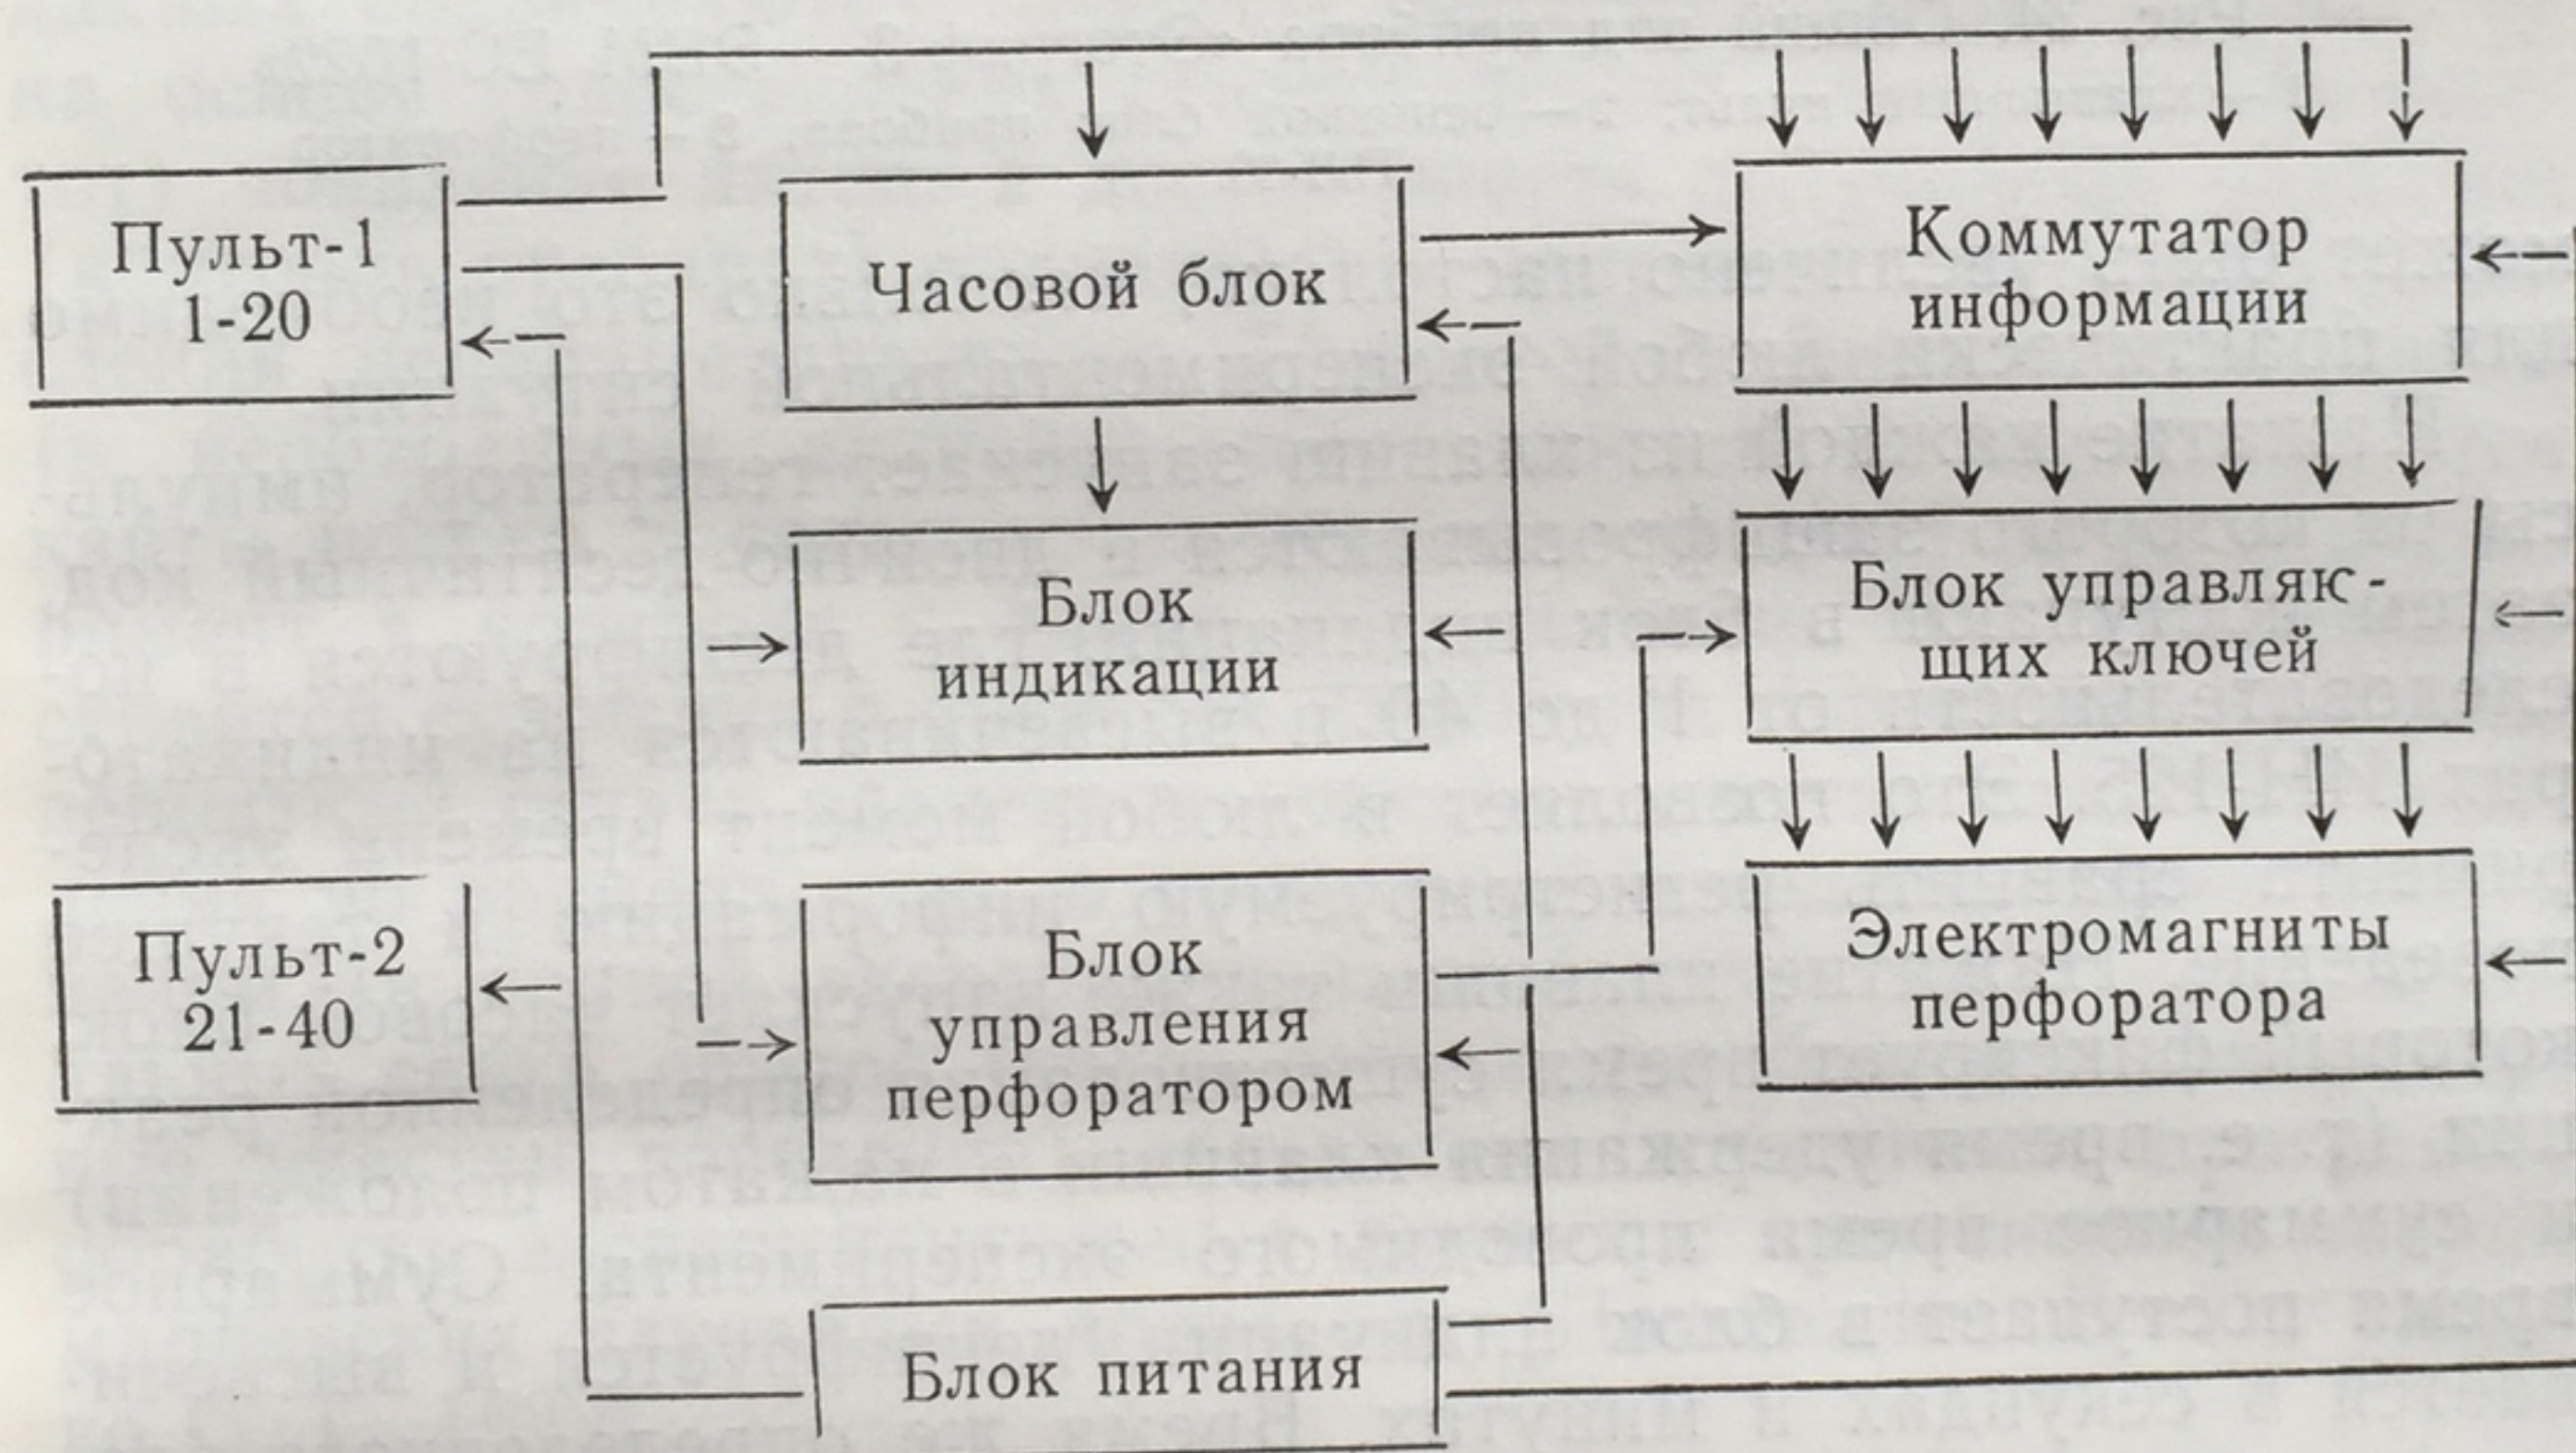 Пульт-1
1-20
Часовой блок
Коммутатор
информации
Блок
индикации
Блок управляю-
щих ключей
Пульт-2
21-40
Блок
управления
перфоратором
Электромагниты
перфоратора
Блок питания